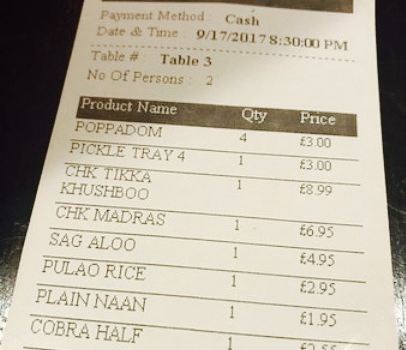 Payment Method : Cash
Date & Time : 9/17/2017 8:30:00 PM
Table # : Table 3
No Of Persons : 2
Product Name Qty Price
POPPADOM 4 £3.00
PICKLE TRAY 4 1 £3.00
CHK TIKKA 1 £8.99
KHUSHBOO
CHK MADRAS 1 £6.95
SAG ALOO 1 £4.95
PULAO RICE 1 £2.95
PLAIN NAAN 1 £1.95
COBRA HALF 1